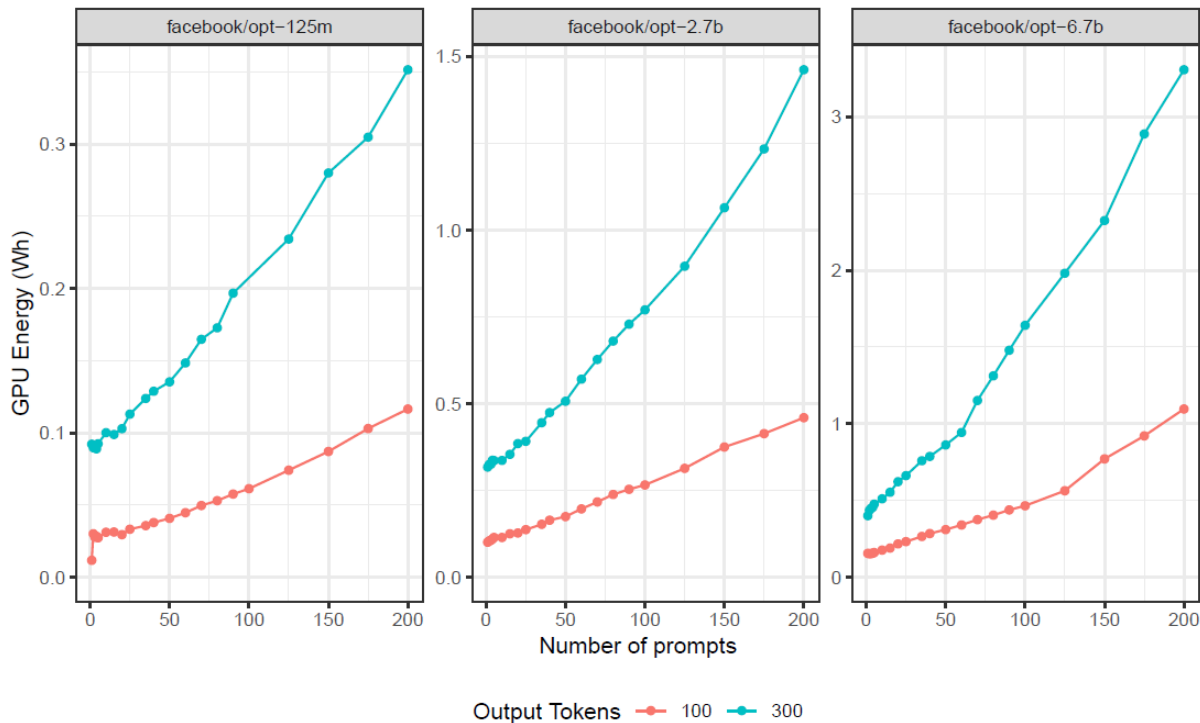 facebook/opt−125m
facebook/opt−2.7b
facebook/opt−6.7b
GPU Energy (Wh)
0.3
0.2
0.1
0.0
1.5
1.0
0.5
0.0
3
2
1
0
0 50 100 150 200
0 50 100 150 200
0 50 100 150 200
Number of prompts
Output Tokens 100 300